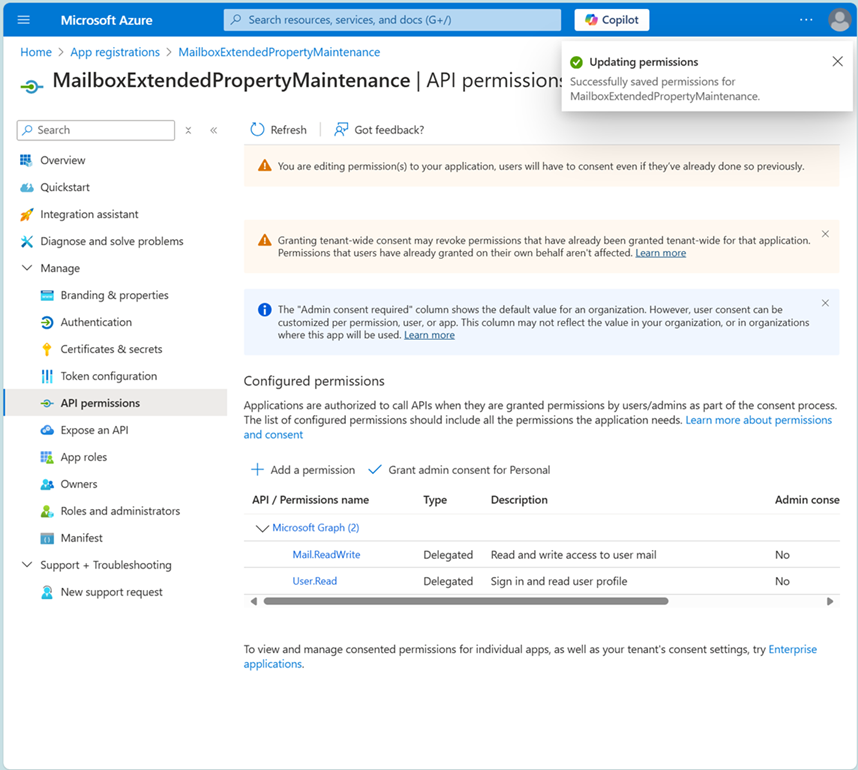 Microsoft Azure
Search resources, services, and docs (G+/)
Copilot
Home > App registrations > MailboxExtendedPropertyMaintenance
MailboxExtendedPropertyMaintenance | API permissions
Updating permissions
Successfully saved permissions for
MailboxExtendedPropertyMaintenance.
Search
Overview
Quickstart
Integration assistant
Diagnose and solve problems
Manage
Branding & properties
Authentication
Certificates & secrets
Token configuration
API permissions
Expose an API
App roles
Owners
Roles and administrators
Manifest
Support + Troubleshooting
New support request
Refresh
Got feedback?
You are editing permission(s) to your application, users will have to consent even if they've already done so previously.
Granting tenant-wide consent may revoke permissions that have already been granted tenant-wide for that application.
Permissions that users have already granted on their own behalf aren't affected. Learn more
The "Admin consent required" column shows the default value for an organization. However, user consent can be
customized per permission, user, or app. This column may not reflect the value in your organization, or in organizations
where this app will be used. Learn more
Configured permissions
Applications are authorized to call APIs when they are granted permissions by users/admins as part of the consent process.
The list of configured permissions should include all the permissions the application needs. Learn more about permissions
and consent
Add a permission
Grant admin consent for Personal
API / Permissions name Type Description Admin conse
Microsoft Graph (2)
Mail.ReadWrite Delegated Read and write access to user mail No
User.Read Delegated Sign in and read user profile No
To view and manage consented permissions for individual apps, as well as your tenant's consent settings, try Enterprise
applications.